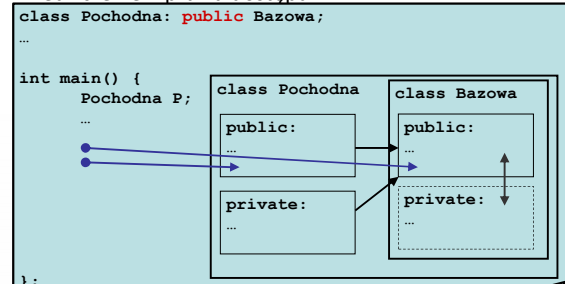 class Pochodna: public Bazowa;
…
int main() {
Pochodna P;
…
class Pochodna
public:
…
private:
…
class Bazowa
public:
…
private:
…
};